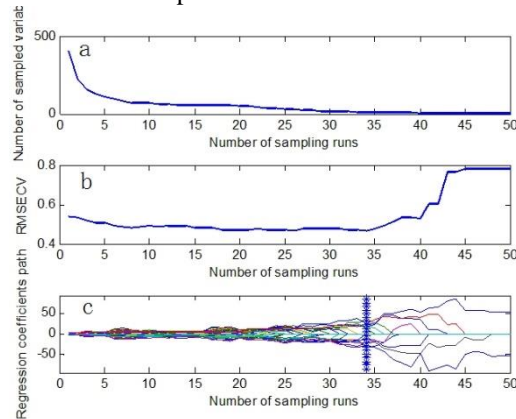 Number of sampled variab
500
0
a
0 5 10 15 20 25 30 35 40 45 50
Number of sampling runs
RMSECV
0.8
0.6
0.4
b
0 5 10 15 20 25 30 35 40 45 50
Number of sampling runs
Regression coefficients path
50
0
-50
c
0 5 10 15 20 25 30 35 40 45 50
Number of sampling runs